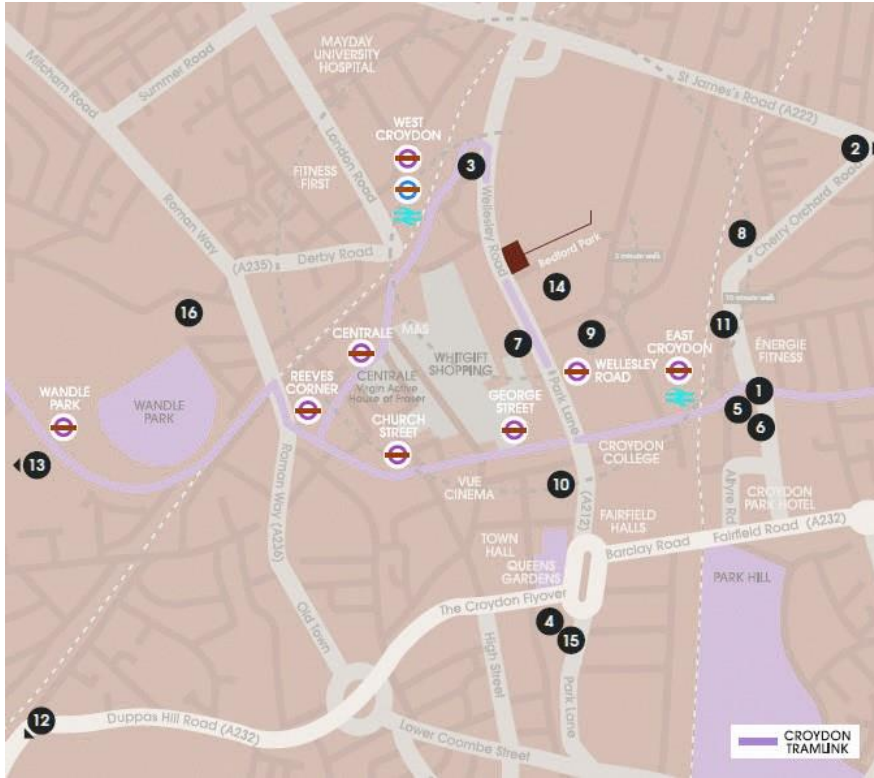 MAYDAY
UNIVERSITY
HOSPITAL
Mitcham Road
Summer Road
St James's Road (A222)
WEST
CROYDON
London Road
FITNESS
FIRST
3
2
Wellesley Road
Cherry Orchard Road
Roman Way
8
(A235)
Derby Road
Bedford Park
5 minute walk
14
10 minute walk
16
11
CENTRALE
M&S
7
9
ÉNERGIE
FITNESS
WHITGIFT
SHOPPING
EAST
CROYDON
WELLESLEY
ROAD
REEVES
CORNER
CENTRALE
Virgin Active
House of Fraser
Park Lane
WANDLE
PARK
WANDLE
PARK
1
5
6
CHURCH
STREET
GEORGE
STREET
CROYDON
COLLEGE
13
VUE
CINEMA
10
(A212)
Altyre Rd
CROYDON
PARK HOTEL
Roman Way (A236)
FAIRFIELD
HALLS
Fairfield Road (A232)
TOWN
HALL
Barclay Road
QUEENS
GARDENS
PARK HILL
The Croydon Flyover
Old Town
4
15
High Street
Park Lane
12
Duppas Hill Road (A232)
Lower Coombe Street
CROYDON
TRAMLINK